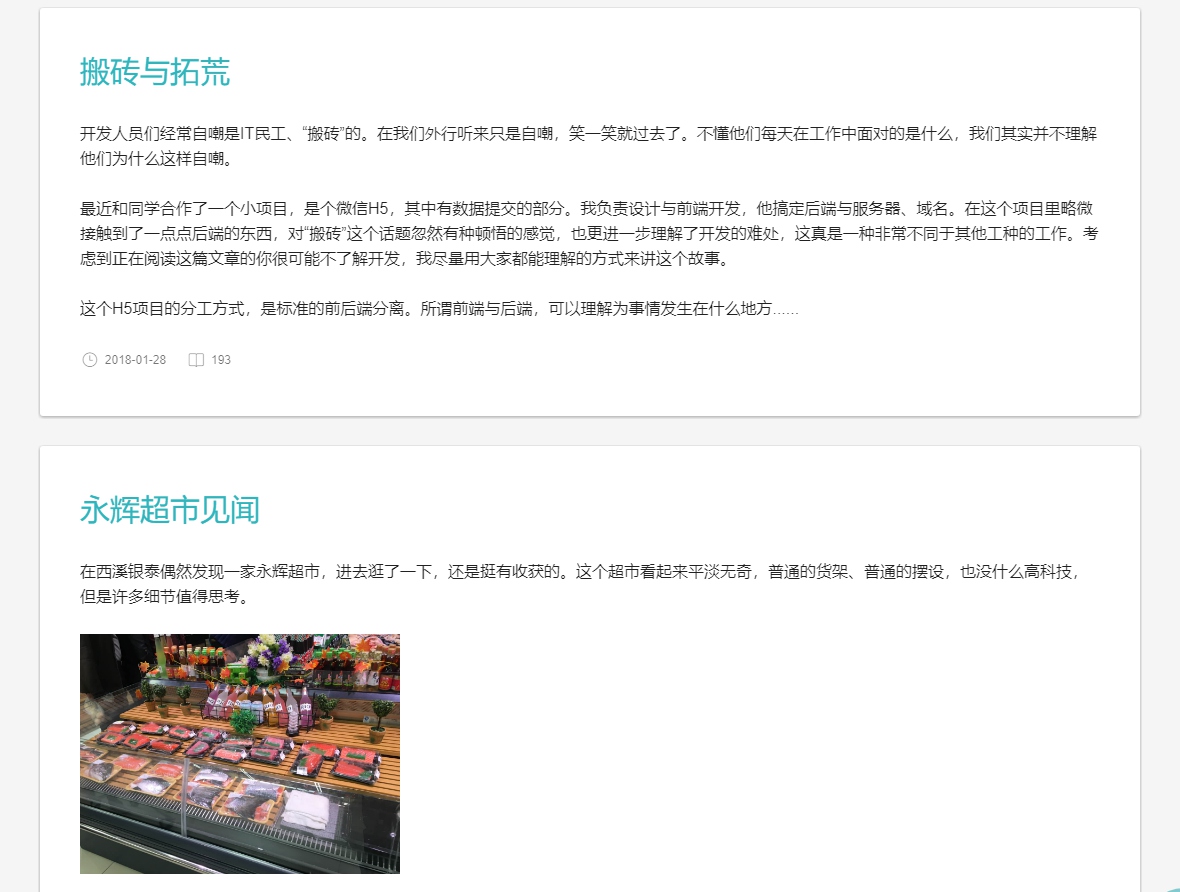 搬砖与拓荒
开发人员们经常自嘲是IT民工、“搬砖”的。在我们外行听来只是自嘲，笑一笑就过去了。不懂他们每天在工作中面对的是什么，我们其实并不理解
他们为什么这样自嘲。
最近和同学合作了一个小项目，是个微信H5，其中有数据提交的部分。我负责设计与前端开发，他搞定后端与服务器、域名。在这个项目里略微
接触到了一点点后端的东西，对“搬砖”这个话题忽然有种顿悟的感觉，也更进一步理解了开发的难处，这真是一种非常不同于其他工种的工作。考
虑到正在阅读这篇文章的你很可能不了解开发，我尽量用大家都能理解的方式来讲这个故事。
这个H5项目的分工方式，是标准的前后端分离。所谓前端与后端，可以理解为事情发生在什么地方......
2018-01-28 193
永辉超市见闻
在西溪银泰偶然发现一家永辉超市，进去逛了一下，还是挺有收获的。这个超市看起来平淡无奇，普通的货架、普通的摆设，也没什么高科技，
但是许多细节值得思考。